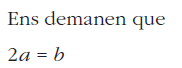 Ens demanen que
2a = b